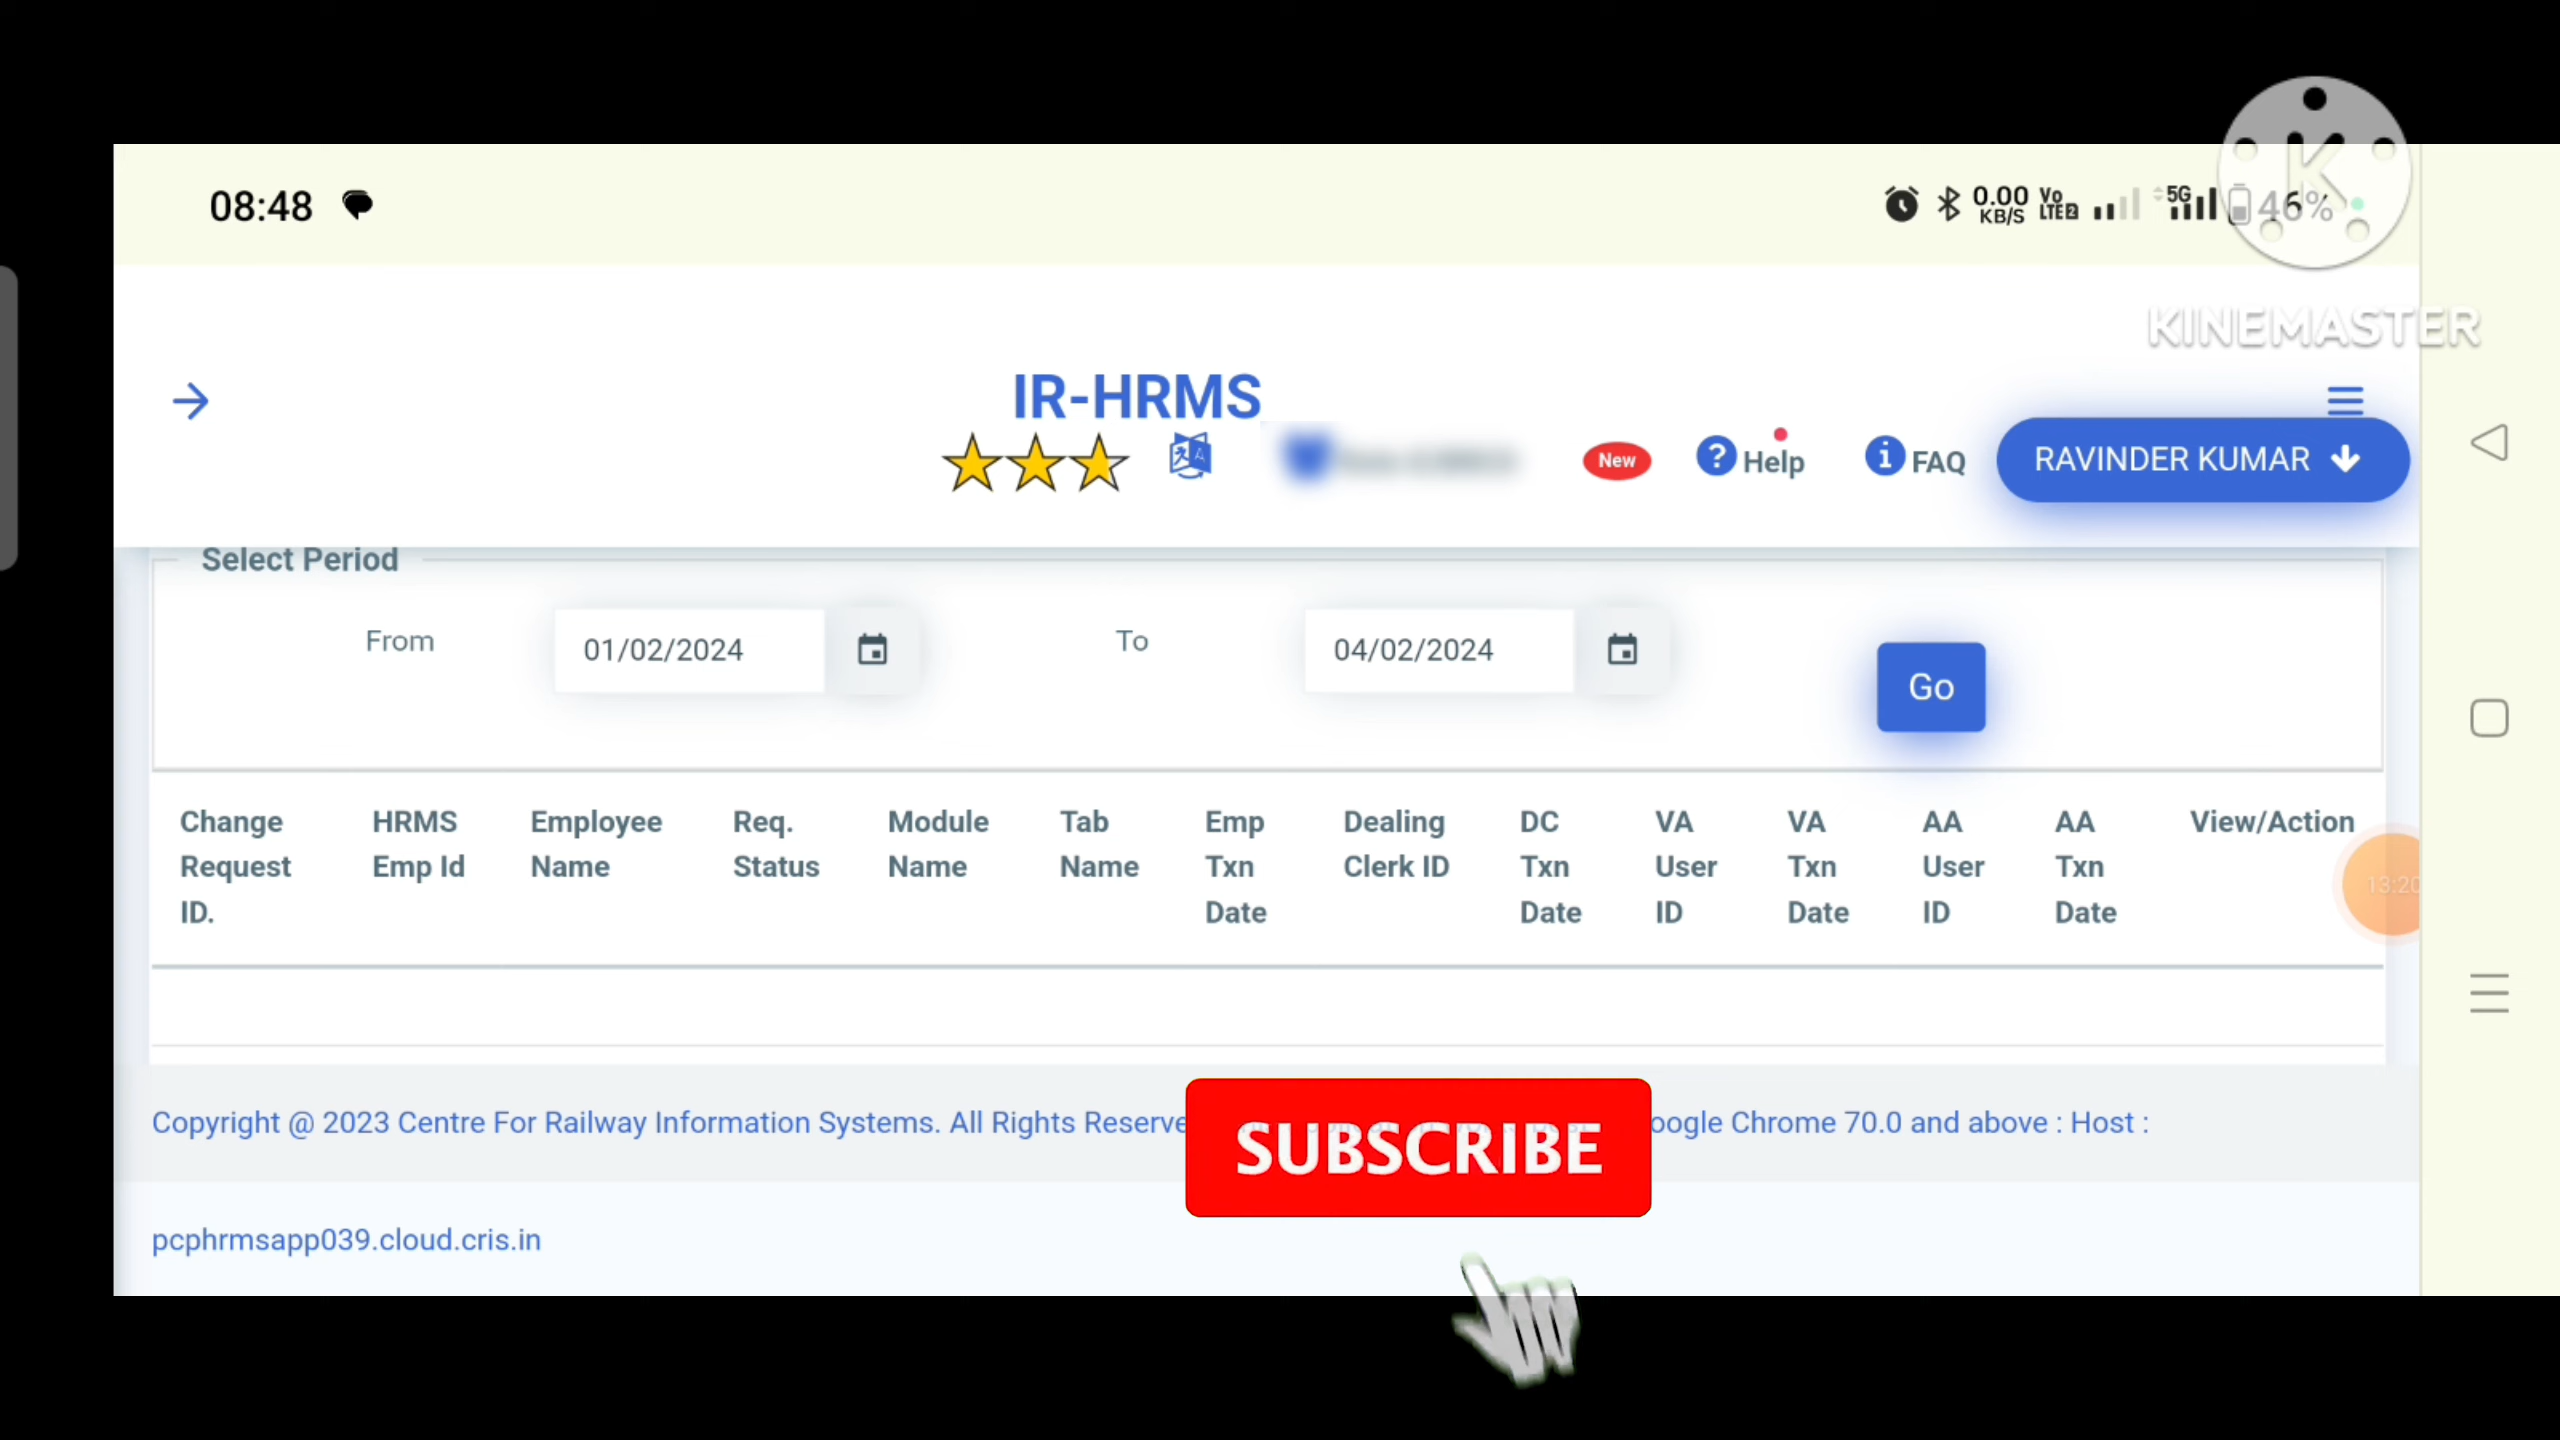 08:48
0.00 KB/S Vo LTE2 5G 46%
KINEMASTER
IR-HRMS
New
Help
FAQ
RAVINDER KUMAR
Select Period
From
01/02/2024
To
04/02/2024
Go
Change Request ID.
HRMS Emp Id
Employee Name
Req. Status
Module Name
Tab Name
Emp Txn Date
Dealing Clerk ID
DC Txn Date
VA User ID
VA Txn Date
AA User ID
AA Txn Date
View/Action
13:20
Copyright @ 2023 Centre For Railway Information Systems. All Rights Reserve
oogle Chrome 70.0 and above : Host :
SUBSCRIBE
pcphrmsapp039.cloud.cris.in